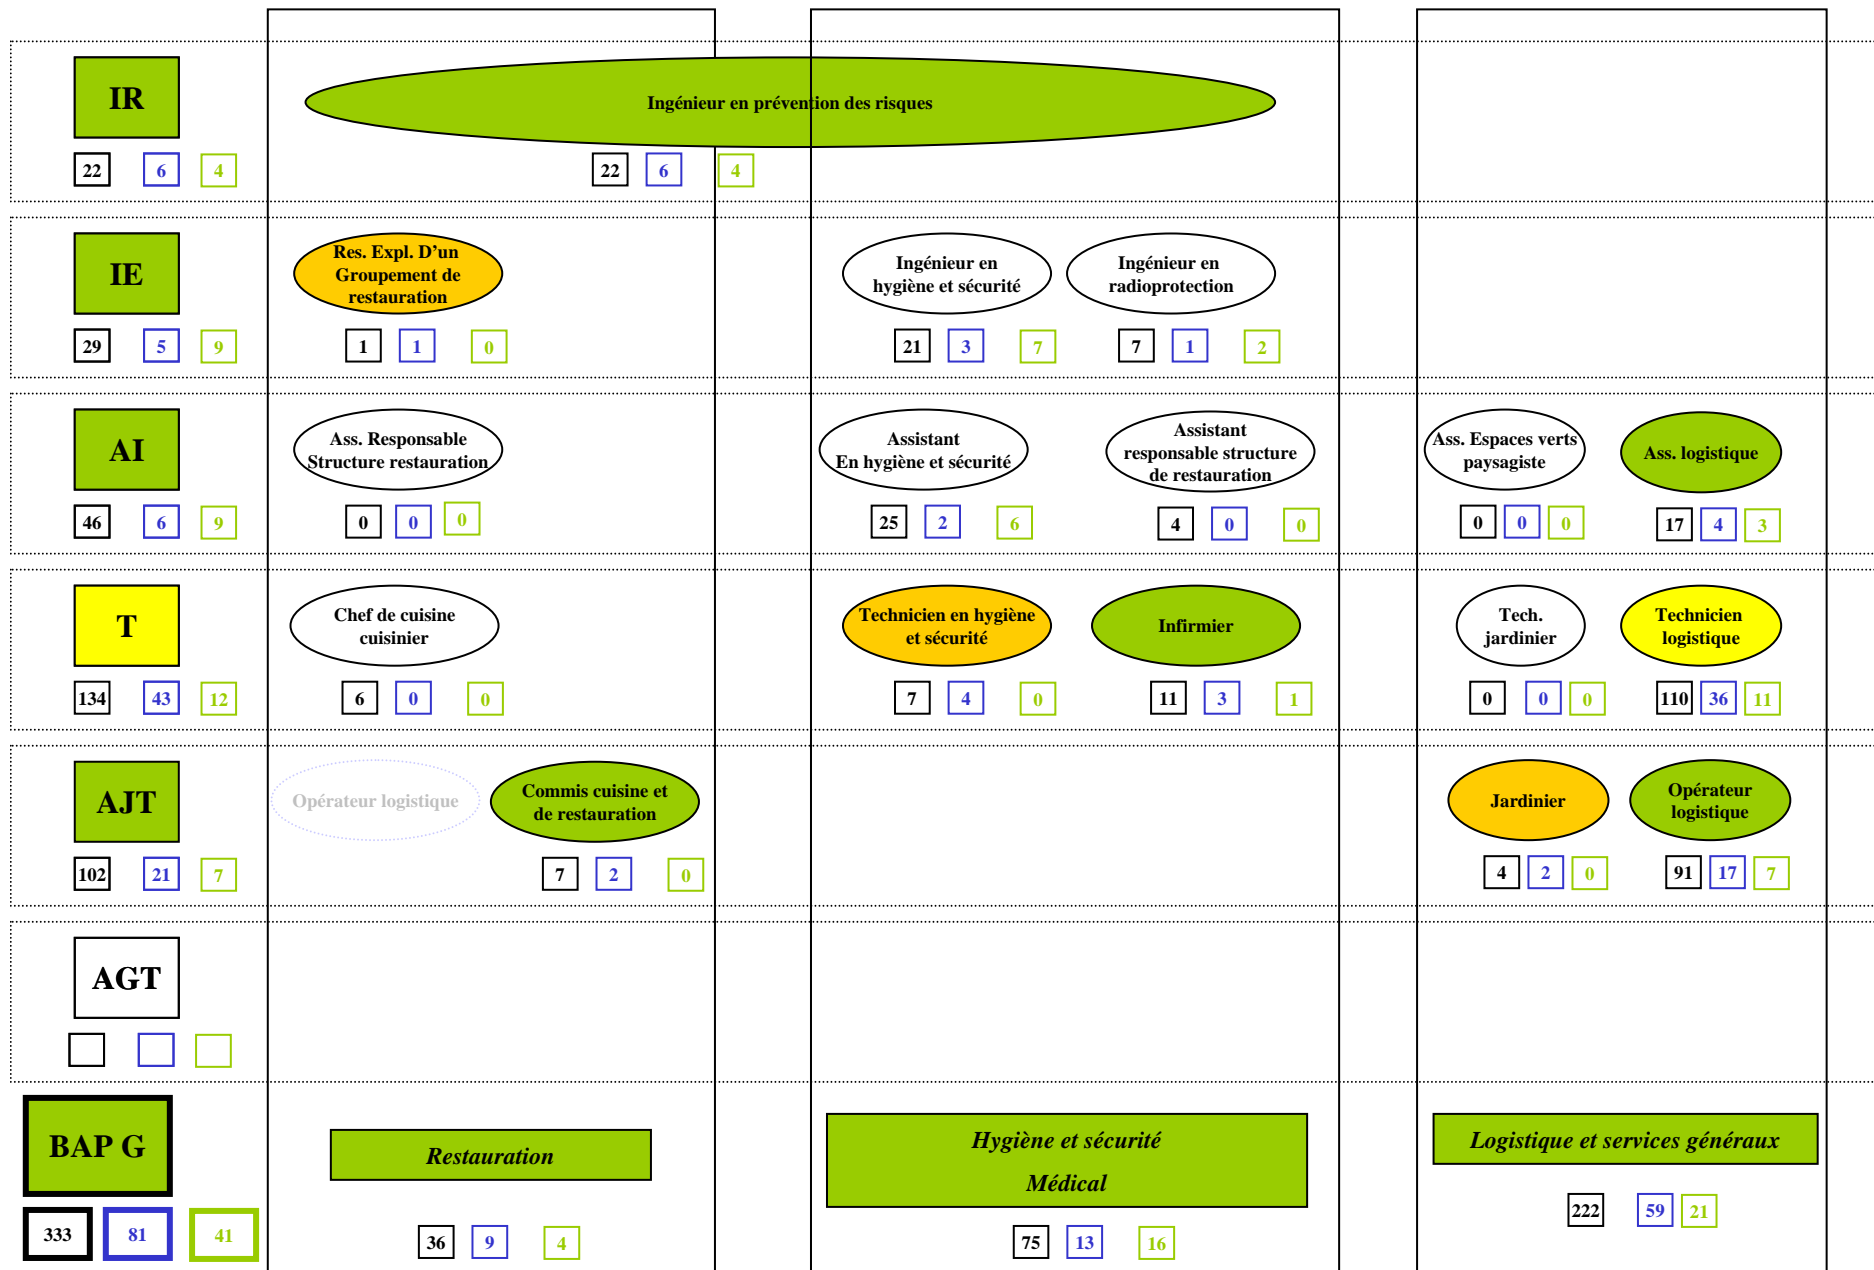 IR
Ingénieur en prévention des risques
22 6 4
22 6 4
IE
Res. Expl. D'un
Groupement de
restauration
Ingénieur en
hygiène et sécurité
Ingénieur en
radioprotection
29 5 9
1 1 0
21 3 7
7 1 2
AI
Ass. Responsable
Structure restauration
Assistant
En hygiène et sécurité
Assistant
responsable structure
de restauration
Ass. Espaces verts
paysagiste
Ass. logistique
46 6 9
0 0 0
25 2 6
4 0 0
0 0 0
17 4 3
T
Chef de cuisine
cuisinier
Technicien en hygiène
et sécurité
Infirmier
Tech.
jardinier
Technicien
logistique
134 43 12
6 0 0
7 4 0
11 3 1
0 0 0
110 36 11
AJT
Opérateur logistique
Commis cuisine et
de restauration
Jardinier
Opérateur
logistique
102 21 7
7 2 0
4 2 0
91 17 7
AGT
BAP G
Restauration
Hygiène et sécurité
Médical
Logistique et services généraux
333 81 41
36 9 4
75 13 16
222 59 21